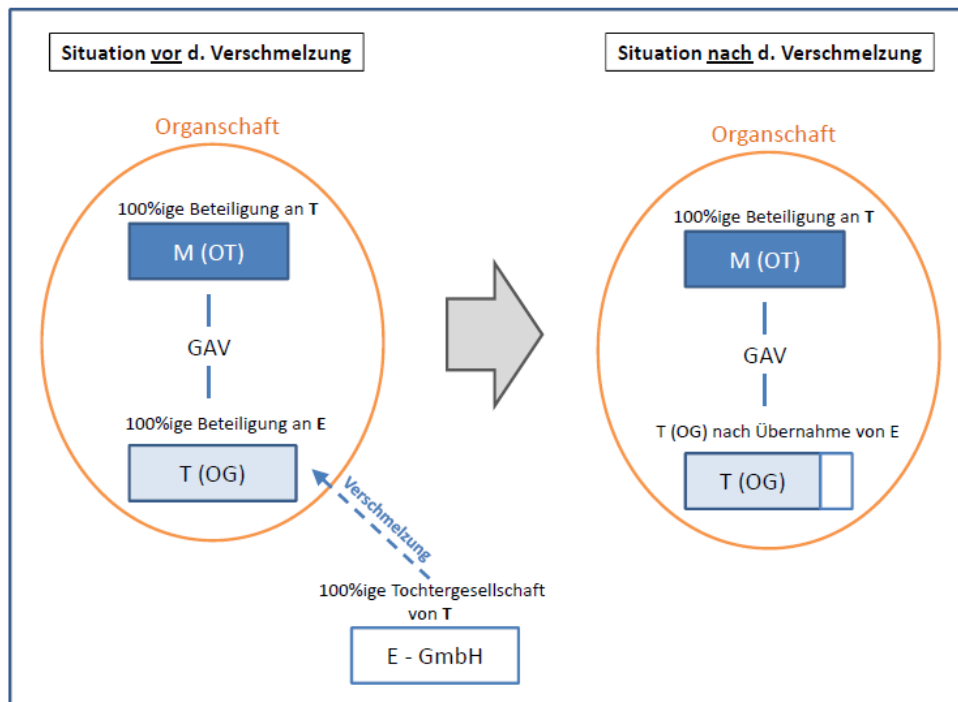 Situation vor d. Verschmelzung
Organschaft
100%ige Beteiligung an T
M (OT)
GAV
100%ige Beteiligung an E
T (OG)
Verschmelzung
100%ige Tochtergesellschaft
von T
E - GmbH
Situation nach d. Verschmelzung
Organschaft
100%ige Beteiligung an T
M (OT)
GAV
T (OG) nach Übernahme von E
T (OG)